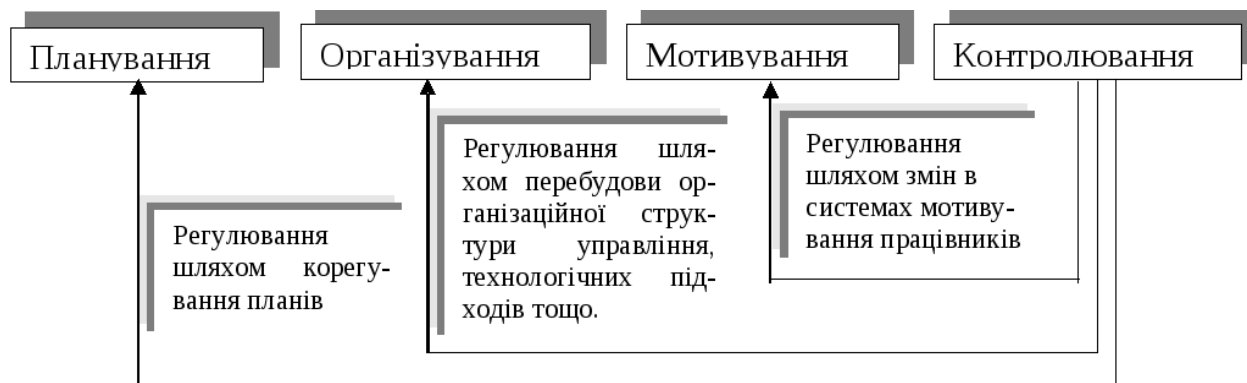 Планування
Організування
Мотивування
Контролювання
Регулювання
шляхом корегу-
вання планів
Регулювання шля-
хом перебудови ор-
ганізаційної струк-
тури управління,
технологічних під-
ходів тощо.
Регулювання
шляхом змін в
системах мотиву-
вання працівників